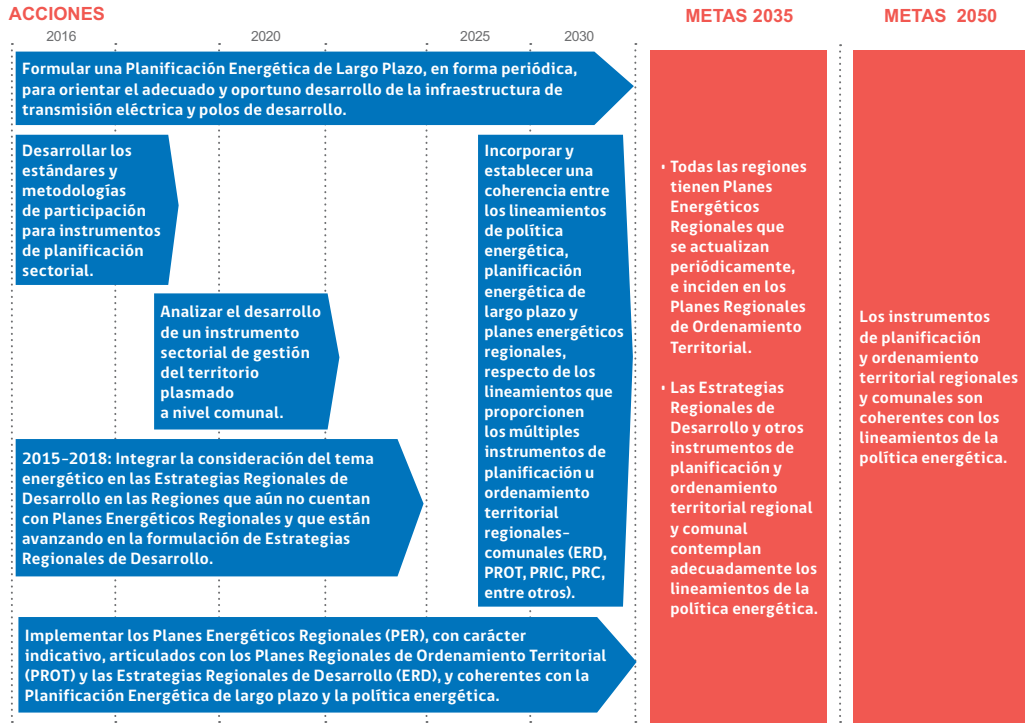 ACCIONES
METAS 2035
METAS 2050
2016
2020
2025
2030
Formular una Planificación Energética de Largo Plazo, en forma periódica,
para orientar el adecuado y oportuno desarrollo de la infraestructura de
transmisión eléctrica y polos de desarrollo.
Desarrollar los
estándares y
metodologías
de participación
para instrumentos
de planificación
sectorial.
Analizar el desarrollo
de un instrumento
sectorial de gestión
del territorio
plasmado
a nivel comunal.
2015-2018: Integrar la consideración del tema
energético en las Estrategias Regionales de
Desarrollo en las Regiones que aún no cuentan
con Planes Energéticos Regionales y que están
avanzando en la formulación de Estrategias
Regionales de Desarrollo.
Incorporar y
establecer una
coherencia entre
los lineamientos
de política
energética,
planificación
energética de
largo plazo y
planes energéticos
regionales,
respecto de los
lineamientos que
proporcionen
los múltiples
instrumentos de
planificación u
ordenamiento
territorial
regionales-
comunales (ERD,
PROT, PRIC, PRC,
entre otros).
Implementar los Planes Energéticos Regionales (PER), con carácter
indicativo, articulados con los Planes Regionales de Ordenamiento Territorial
(PROT) y las Estrategias Regionales de Desarrollo (ERD), y coherentes con la
Planificación Energética de largo plazo y la política energética.
• Todas las regiones
tienen Planes
Energéticos
Regionales que
se actualizan
periódicamente,
e inciden en los
Planes Regionales
de Ordenamiento
Territorial.
• Las Estrategias
Regionales de
Desarrollo y otros
instrumentos de
planificación y
ordenamiento
territorial regional
y comunal
contemplan
adecuadamente los
lineamientos de la
política energética.
Los instrumentos
de planificación
y ordenamiento
territorial regionales
y comunales son
coherentes con los
lineamientos de la
política energética.